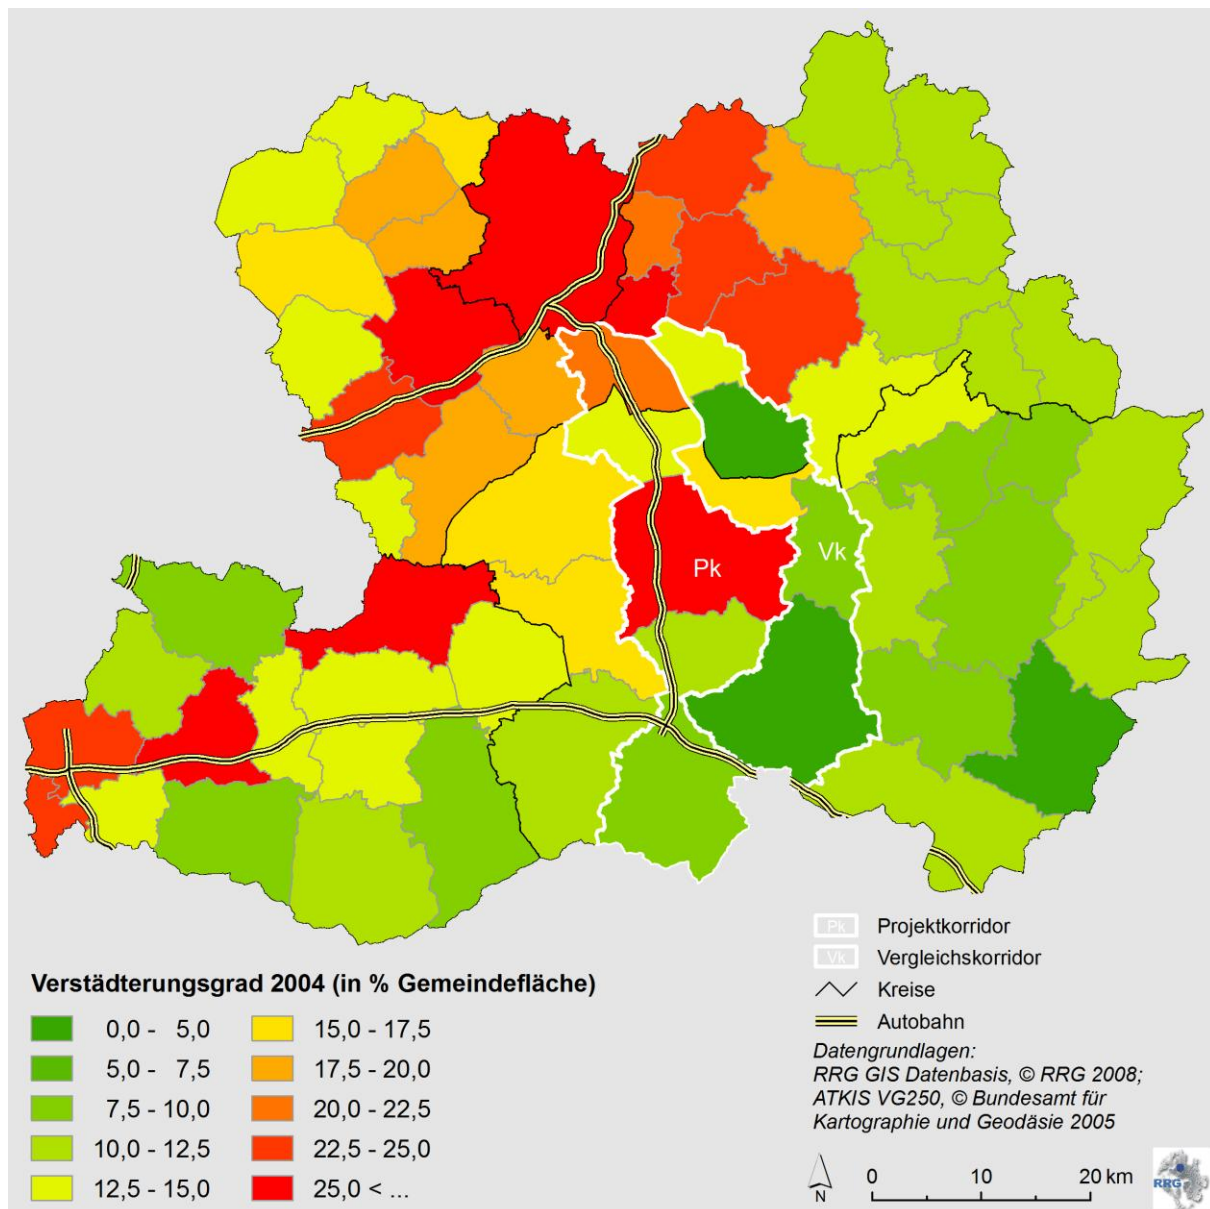 Pk
Vk
Verstädterungsgrad 2004 (in % Gemeindefläche)
0,0 - 5,0
5,0 - 7,5
7,5 - 10,0
10,0 - 12,5
12,5 - 15,0
15,0 - 17,5
17,5 - 20,0
20,0 - 22,5
22,5 - 25,0
25,0 < ...
Pk Projektkorridor
Vk Vergleichskorridor
Kreise
Autobahn
Datengrundlagen:
RRG GIS Datenbasis, © RRG 2008;
ATKIS VG250, © Bundesamt für
Kartographie und Geodäsie 2005
N
0 10 20 km
RRG